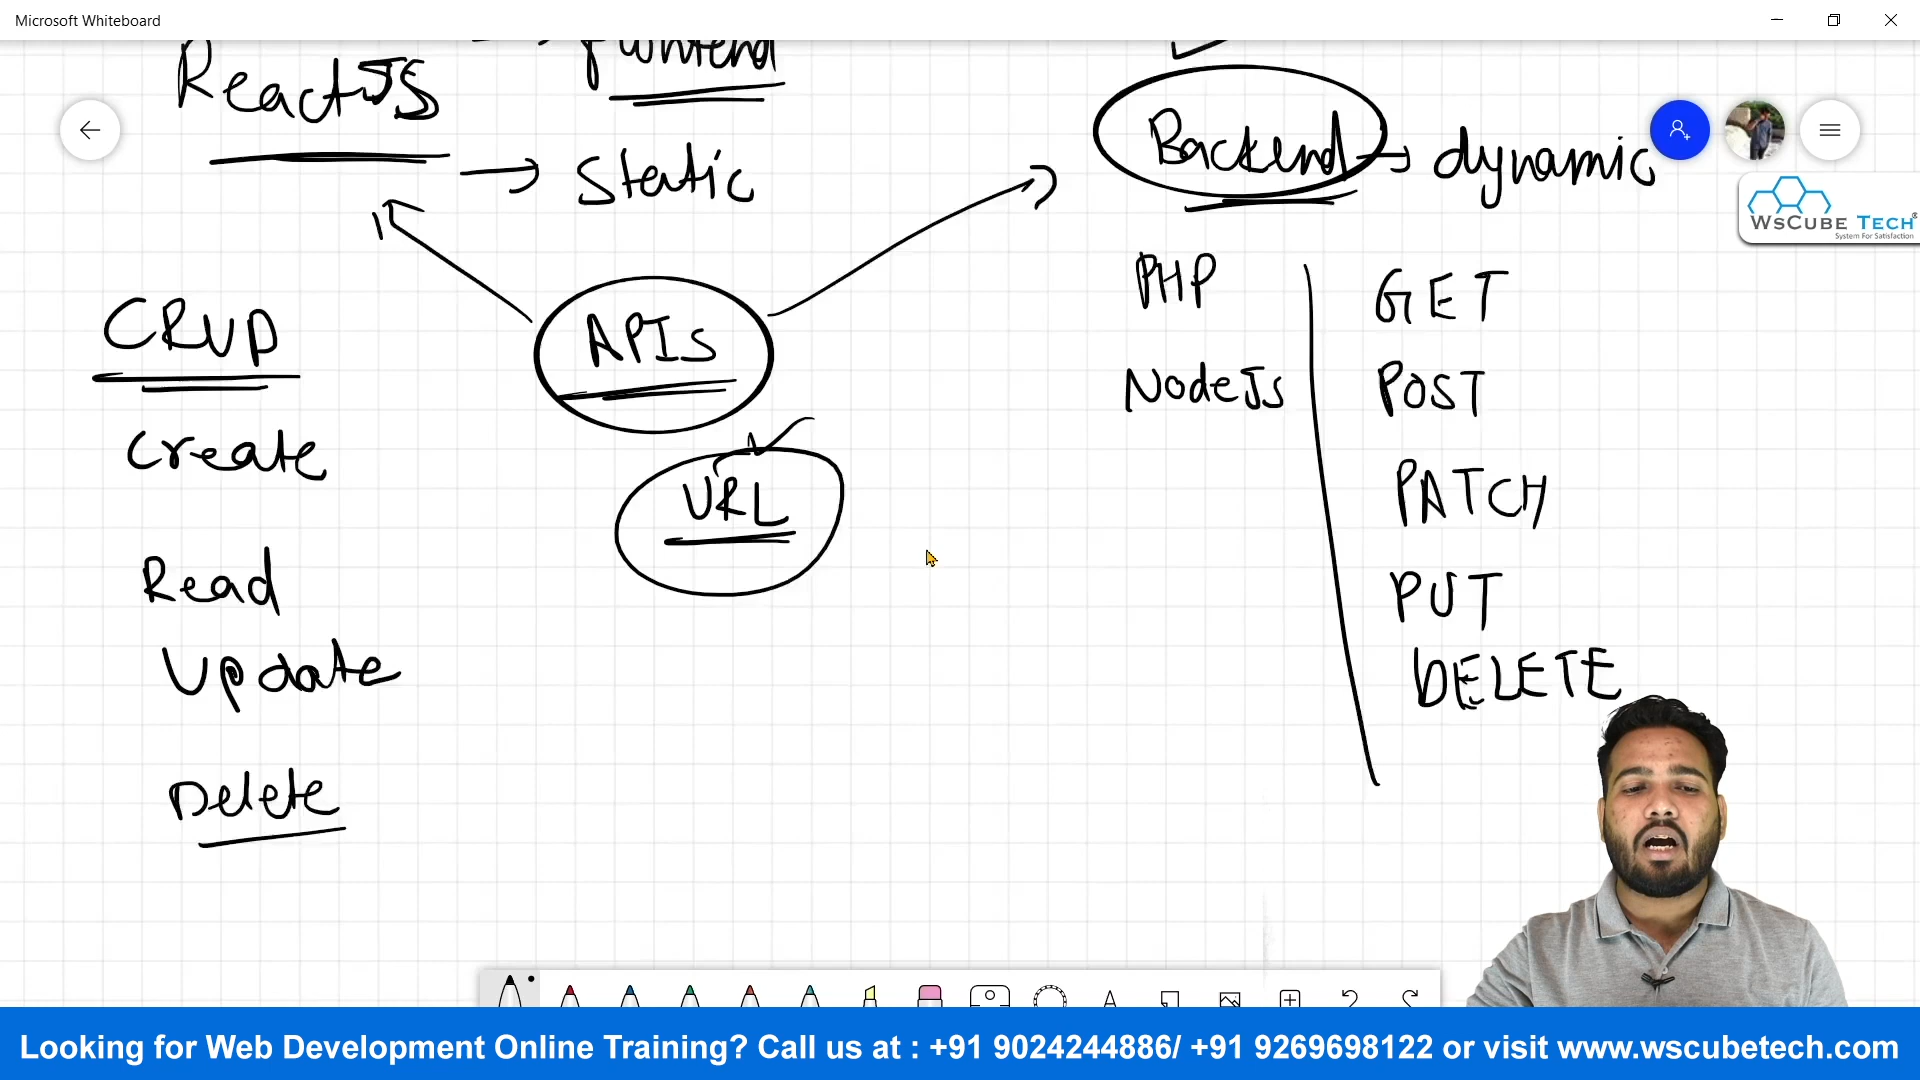 Microsoft Whiteboard
ReactJS
Frontend
Static
Backend
dynamic
WsCube Tech
System For Satisfaction
CRUD
Create
Read
Update
Delete
APIs
URL
PHP
NodeJs
GET
POST
PATCH
PUT
DELETE
Looking for Web Development Online Training? Call us at : +91 9024244886/ +91 9269698122 or visit www.wscubetech.com